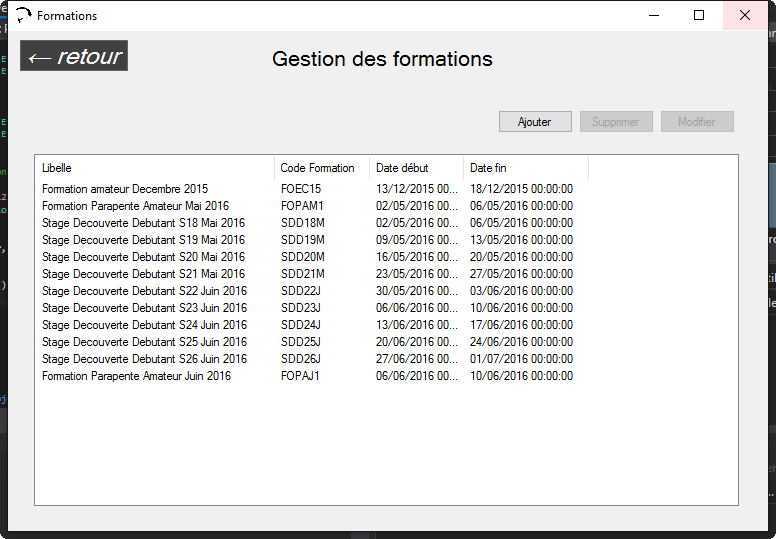 Formations
← retour
Gestion des formations
Ajouter Supprimer Modifier
Libelle Code Formation Date début Date fin
Formation amateur Decembre 2015 FOEC15 13/12/2015 00... 18/12/2015 00:00:00
Formation Parapente Amateur Mai 2016 FOPAM1 02/05/2016 00... 06/05/2016 00:00:00
Stage Decouverte Debutant S18 Mai 2016 SDD18M 02/05/2016 00... 06/05/2016 00:00:00
Stage Decouverte Debutant S19 Mai 2016 SDD19M 09/05/2016 00... 13/05/2016 00:00:00
Stage Decouverte Debutant S20 Mai 2016 SDD20M 16/05/2016 00... 20/05/2016 00:00:00
Stage Decouverte Debutant S21 Mai 2016 SDD21M 23/05/2016 00... 27/05/2016 00:00:00
Stage Decouverte Debutant S22 Juin 2016 SDD22J 30/05/2016 00... 03/06/2016 00:00:00
Stage Decouverte Debutant S23 Juin 2016 SDD23J 06/06/2016 00... 10/06/2016 00:00:00
Stage Decouverte Debutant S24 Juin 2016 SDD24J 13/06/2016 00... 17/06/2016 00:00:00
Stage Decouverte Debutant S25 Juin 2016 SDD25J 20/06/2016 00... 24/06/2016 00:00:00
Stage Decouverte Debutant S26 Juin 2016 SDD26J 27/06/2016 00... 01/07/2016 00:00:00
Formation Parapente Amateur Juin 2016 FOPAJ1 06/06/2016 00... 10/06/2016 00:00:00